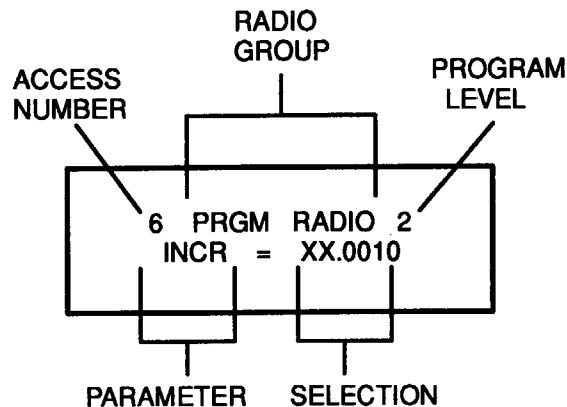 RADIO
GROUP
ACCESS
NUMBER
PROGRAM
LEVEL
6 PRGM RADIO 2
INCR = XX.0010
PARAMETER SELECTION